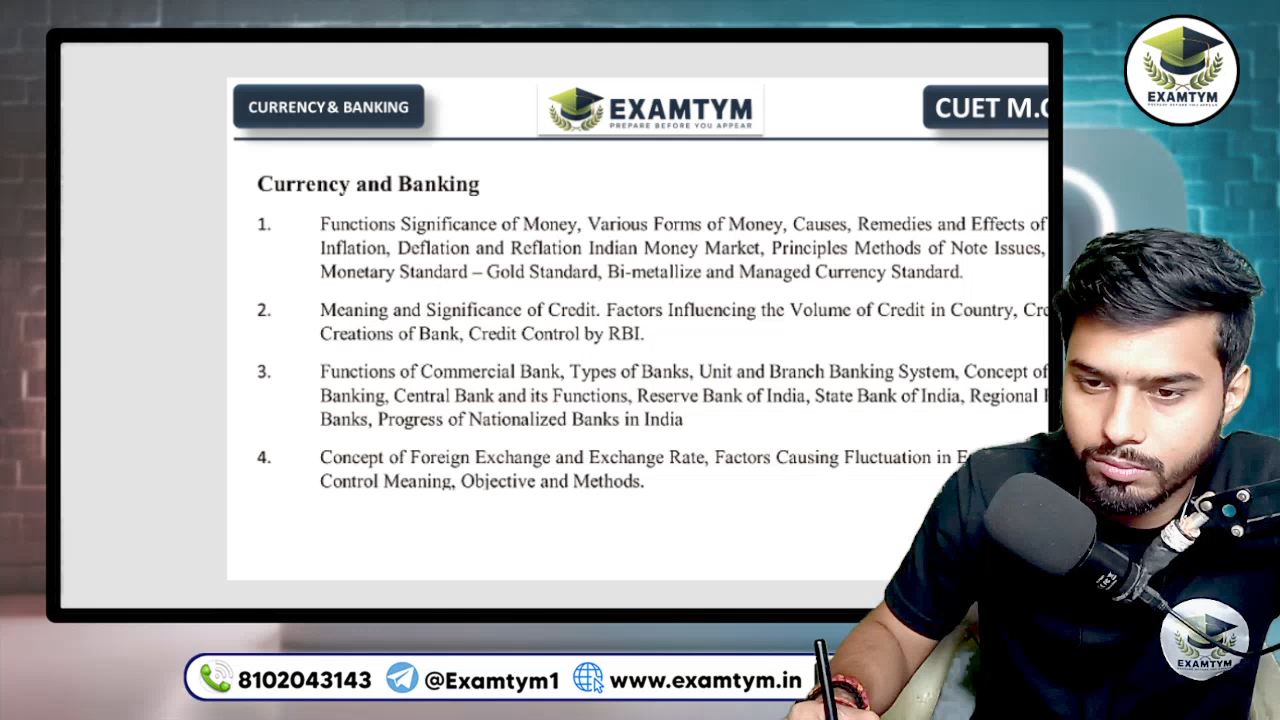 CURRENCY & BANKING
EXAMTYM
PREPARE BEFORE YOU APPEAR
CUET M.C
EXAMTYM
PREPARE BEFORE YOU APPEAR
Currency and Banking
1. Functions Significance of Money, Various Forms of Money, Causes, Remedies and Effects of
Inflation, Deflation and Reflation Indian Money Market, Principles Methods of Note Issues,
Monetary Standard – Gold Standard, Bi-metallize and Managed Currency Standard.
2. Meaning and Significance of Credit. Factors Influencing the Volume of Credit in Country,
Creations of Bank, Credit Control by RBI.
3. Functions of Commercial Bank, Types of Banks, Unit and Branch Banking System, Concept of
Banking, Central Bank and its Functions, Reserve Bank of India, State Bank of India, Regional
Banks, Progress of Nationalized Banks in India
4. Concept of Foreign Exchange and Exchange Rate, Factors Causing Fluctuation in
Control Meaning, Objective and Methods.
EXAMTYM
8102043143 @Examtym1 www.examtym.in